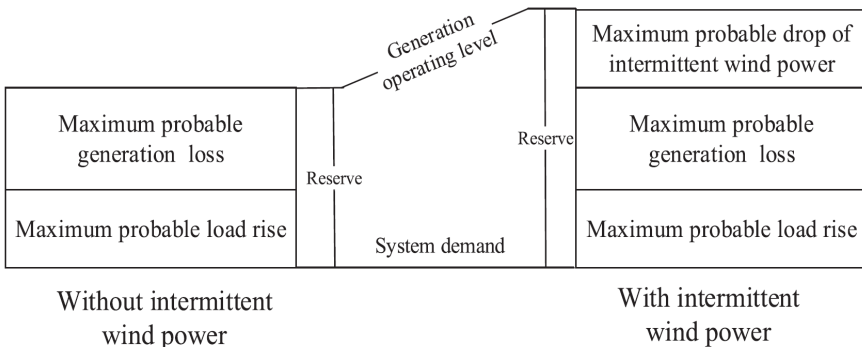 Maximum probable
generation loss
Maximum probable load rise
Reserve
Without intermittent
wind power
Generation
operating level
System demand
Reserve
Maximum probable drop of
intermittent wind power
Maximum probable
generation loss
Maximum probable load rise
With intermittent
wind power